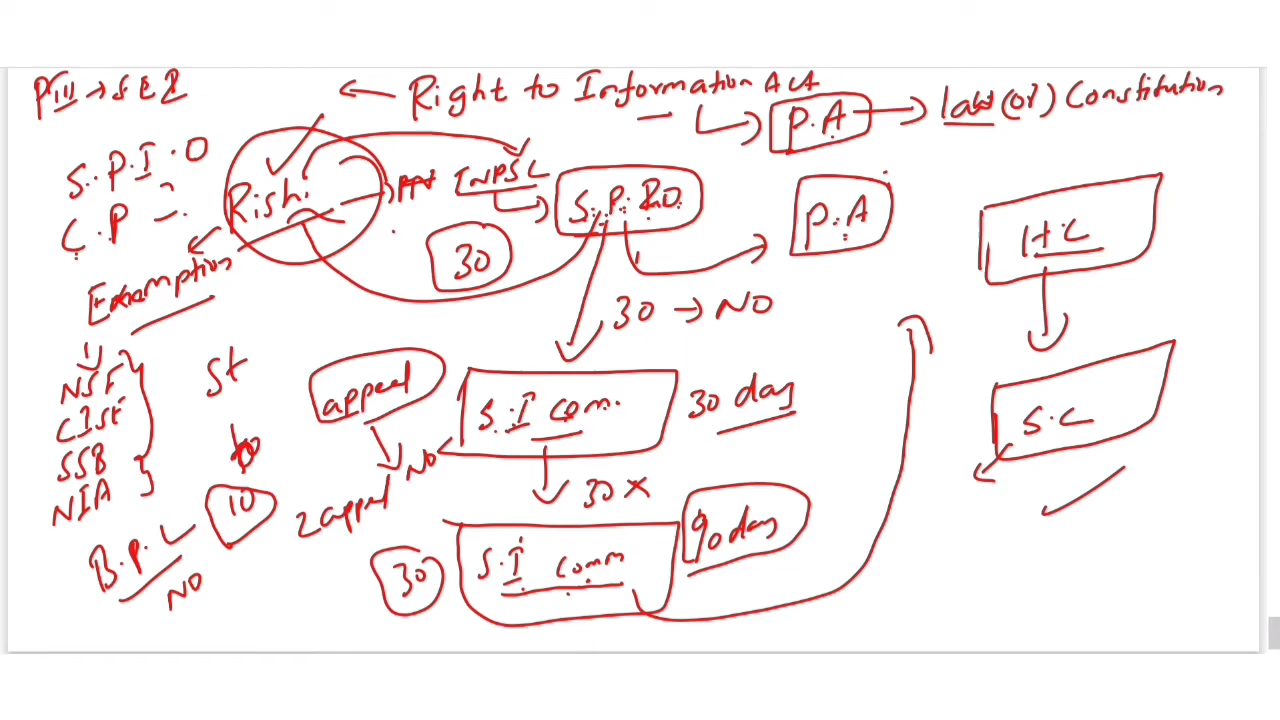 ← Right to Information Act
P.A → law (or) Constitution
S.P.I.O
C.P
Rishi
TNPSC
S.P.I.O
P.A
30
H.C
Exemption
30 → NO
NSF
CISF
SSB
NIA
St
10
B.P.L
NO
appeal
NO
2 appeal
S.I com.
30 day
30 X
S.I comm
30
90 day
S.C